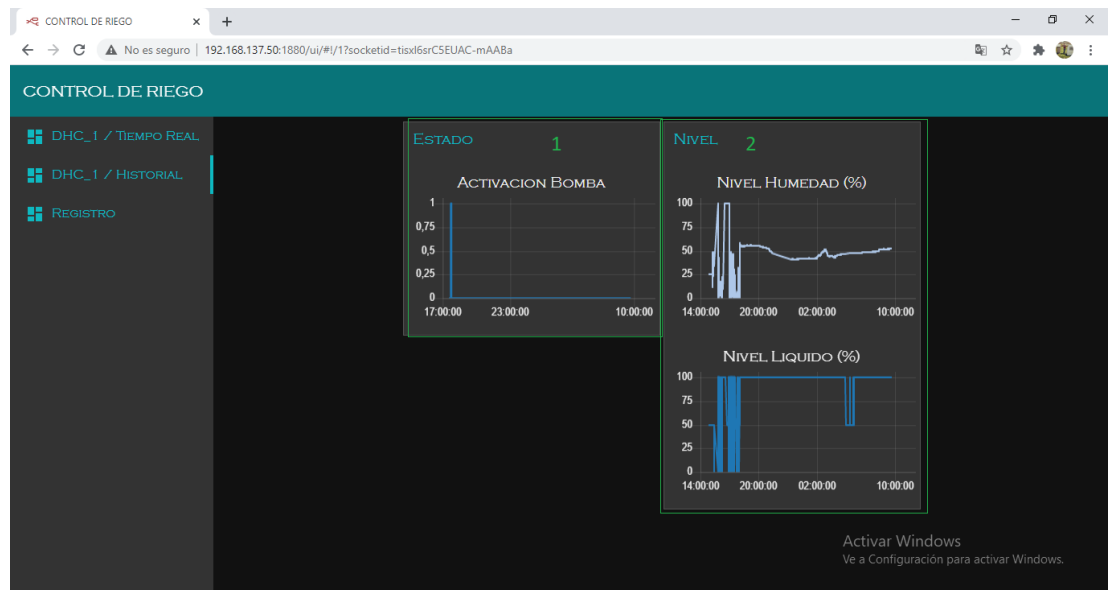 CONTROL DE RIEGO
No es seguro | 192.168.137.50:1880/ui/#!/1?socketid=tisxl6srC5EUAC-mAABa
CONTROL DE RIEGO
DHC_1 / TIEMPO REAL
DHC_1 / HISTORIAL
REGISTRO
ESTADO
1
ACTIVACION BOMBA
1
0,75
0,5
0,25
0
17:00:00 23:00:00 10:00:00
NIVEL
2
NIVEL HUMEDAD (%)
100
75
50
25
0
14:00:00 20:00:00 02:00:00 10:00:00
NIVEL LIQUIDO (%)
100
75
50
25
0
14:00:00 20:00:00 02:00:00 10:00:00
Activar Windows
Ve a Configuración para activar Windows.